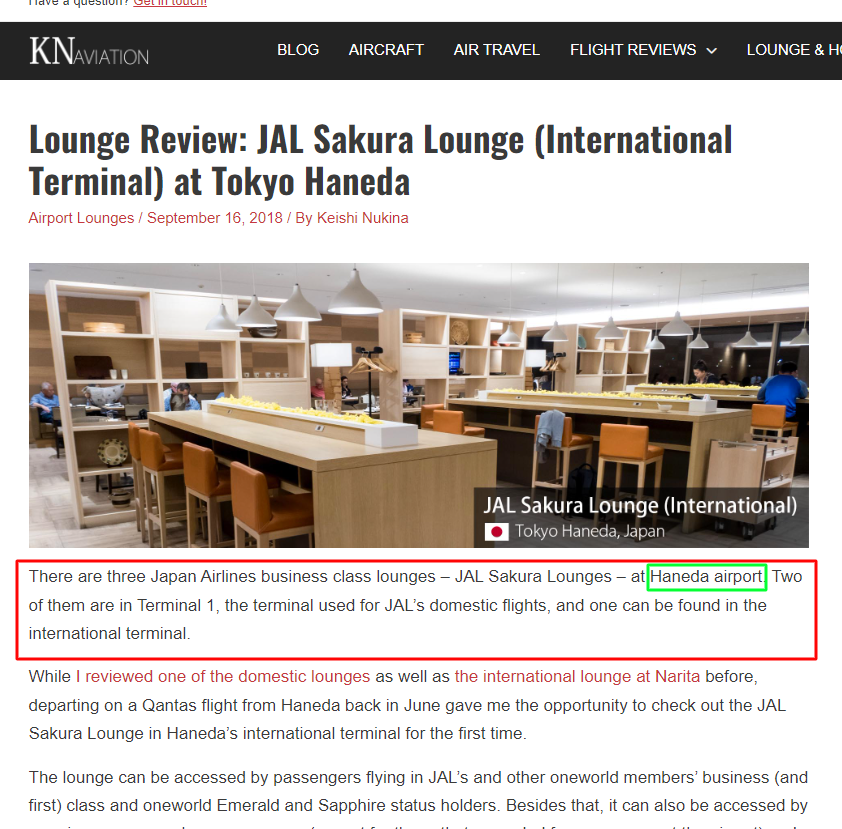 Have a question? Get in touch!
KNAVIATION
BLOG AIRCRAFT AIR TRAVEL FLIGHT REVIEWS LOUNGE & H
Lounge Review: JAL Sakura Lounge (International
Terminal) at Tokyo Haneda
Airport Lounges / September 16, 2018 / By Keishi Nukina
JAL Sakura Lounge (International)
Tokyo Haneda, Japan
There are three Japan Airlines business class lounges – JAL Sakura Lounges – at Haneda airport. Two
of them are in Terminal 1, the terminal used for JAL’s domestic flights, and one can be found in the
international terminal.
While I reviewed one of the domestic lounges as well as the international lounge at Narita before,
departing on a Qantas flight from Haneda back in June gave me the opportunity to check out the JAL
Sakura Lounge in Haneda’s international terminal for the first time.
The lounge can be accessed by passengers flying in JAL’s and other oneworld members’ business (and
first) class and oneworld Emerald and Sapphire status holders. Besides that, it can also be accessed by